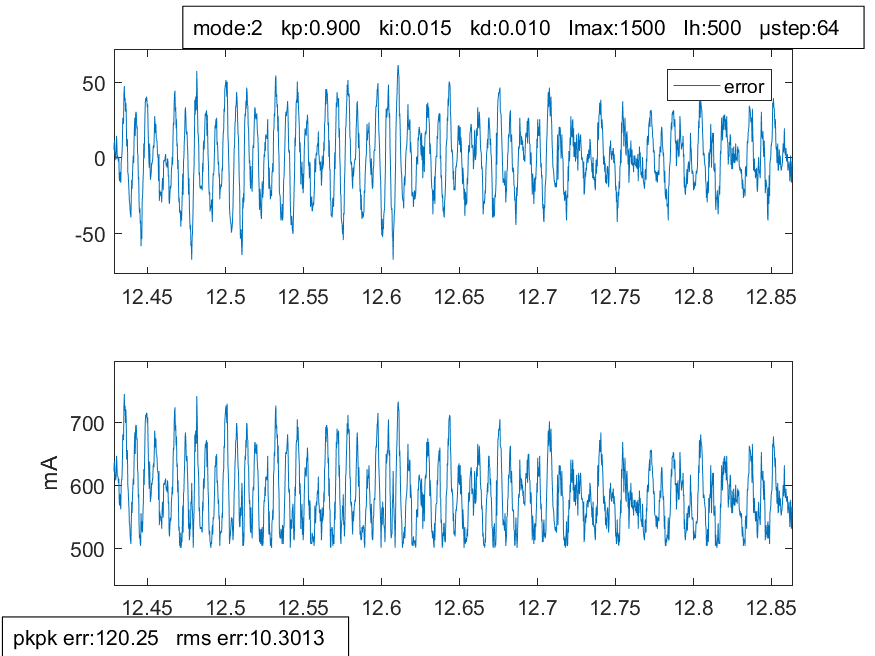 mode:2 kp:0.900 ki:0.015 kd:0.010 Imax:1500 Ih:500 µstep:64
error
50
0
-50
12.45 12.5 12.55 12.6 12.65 12.7 12.75 12.8 12.85
mA
700
600
500
12.45 12.5 12.55 12.6 12.65 12.7 12.75 12.8 12.85
pkpk err:120.25 rms err:10.3013